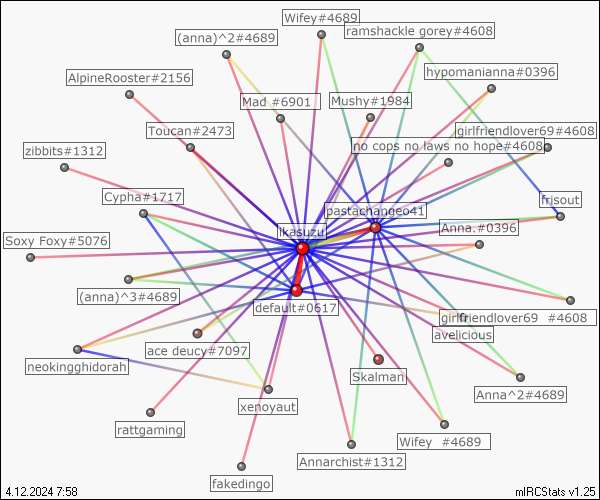 Wifey#4689
ramshackle gorey#4608
(anna)^2#4689
hypomanianna#0396
AlpineRooster#2156
Mad #6901
Mushy#1984
Toucan#2473
girlfriendlover69#4608
no cops no laws no hope#4608
zibbits#1312
Cypha#1717
frisout
pastachangeo41
Anna.#0396
ikasuzu
Soxy Foxy#5076
(anna)^3#4689
default#0617
girlfriendlover69 #4608
avelicious
ace deucy#7097
neokingghidorah
Skalman
Anna^2#4689
xenoyaut
rattgaming
Wifey #4689
Annarchist#1312
fakedingo
4.12.2024 7:58
mIRCStats v1.25